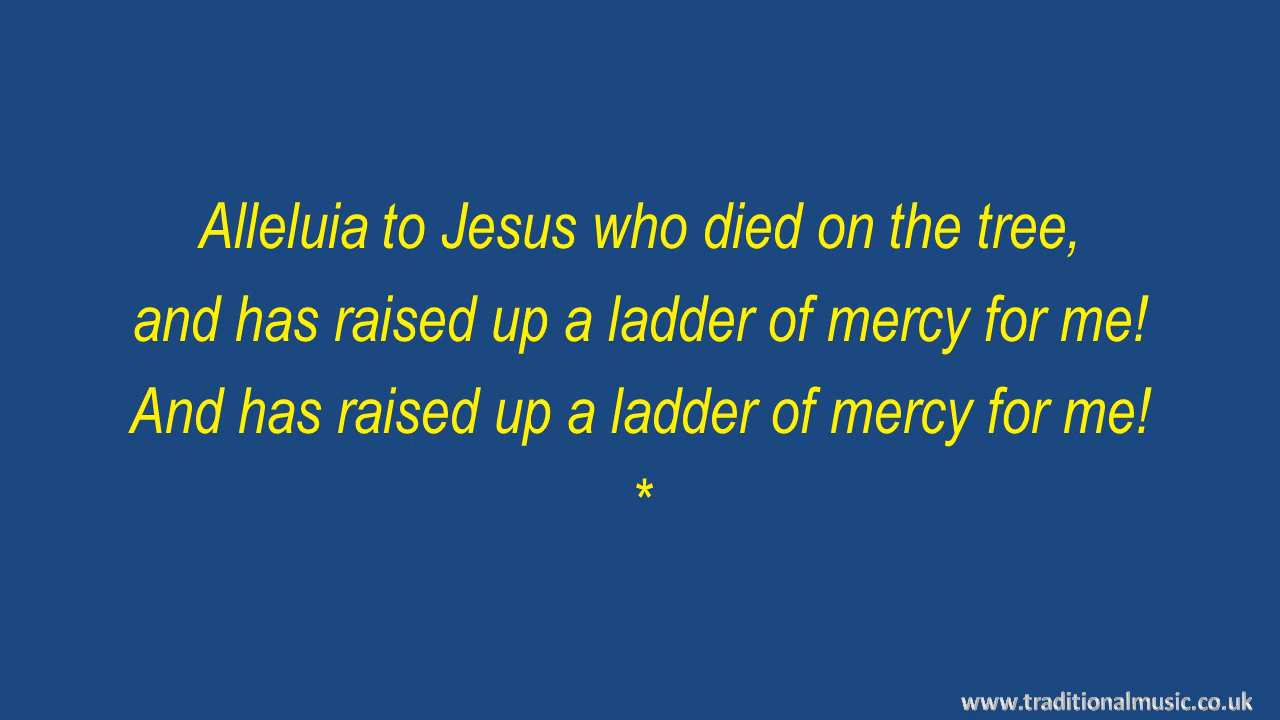 Alleluia to Jesus who died on the tree,
and has raised up a ladder of mercy for me!
And has raised up a ladder of mercy for me!
*
www.traditionalmusic.co.uk